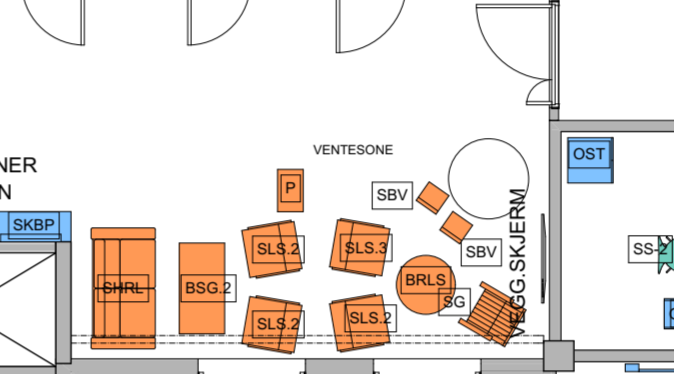 VENTESONE
NER
N
OST
P
SBV
SKBP
SLS.2
SLS.3
SBV
SS-2
VEGG.SKJERM
SHRL
BSG.2
BRLS
SG
SLS.2
SLS.2